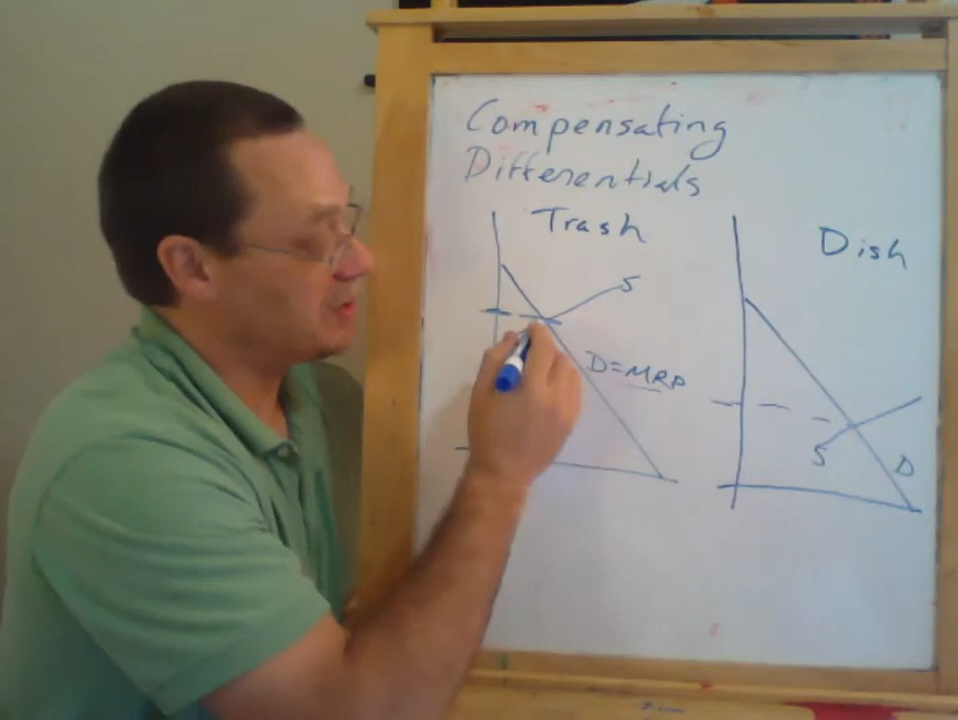 Compensating
Differentials
Trash
Dish
S
D=MRP
S
D